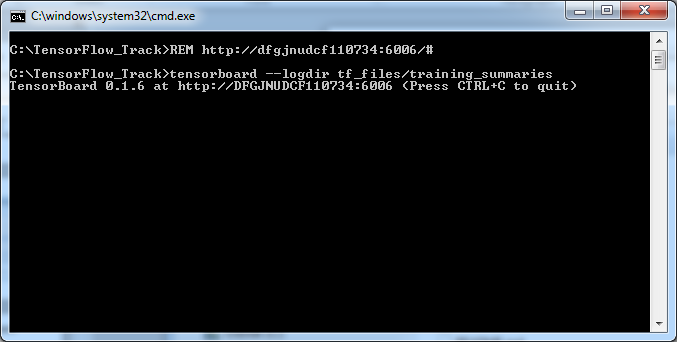 C:\windows\system32\cmd.exe
C:\TensorFlow_Track>REM http://dfgjnudcf110734:6006/#
C:\TensorFlow_Track>tensorboard --logdir tf_files/training_summaries
TensorBoard 0.1.6 at http://DFGJNUDCF110734:6006 (Press CTRL+C to quit)